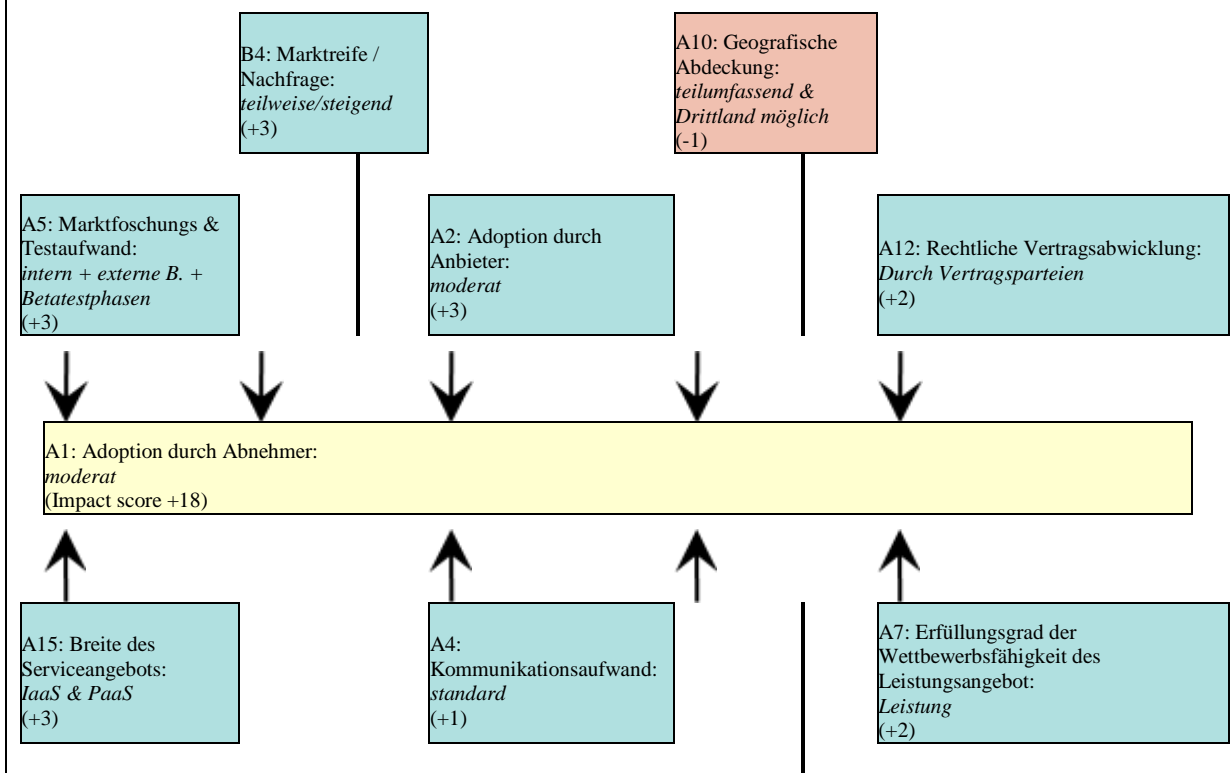 B4: Marktreife /
Nachfrage:
teilweise/steigend
(+3)
A10: Geografische
Abdeckung:
teilumfassend &
Drittland möglich
(-1)
A5: Marktfoschungs &
Testaufwand:
intern + externe B. +
Betatestphasen
(+3)
A2: Adoption durch
Anbieter:
moderat
(+3)
A12: Rechtliche Vertragsabwicklung:
Durch Vertragsparteien
(+2)
A1: Adoption durch Abnehmer:
moderat
(Impact score +18)
A15: Breite des
Serviceangebots:
IaaS & PaaS
(+3)
A4:
Kommunikationsaufwand:
standard
(+1)
A7: Erfüllungsgrad der
Wettbewerbsfähigkeit des
Leistungsangebot:
Leistung
(+2)